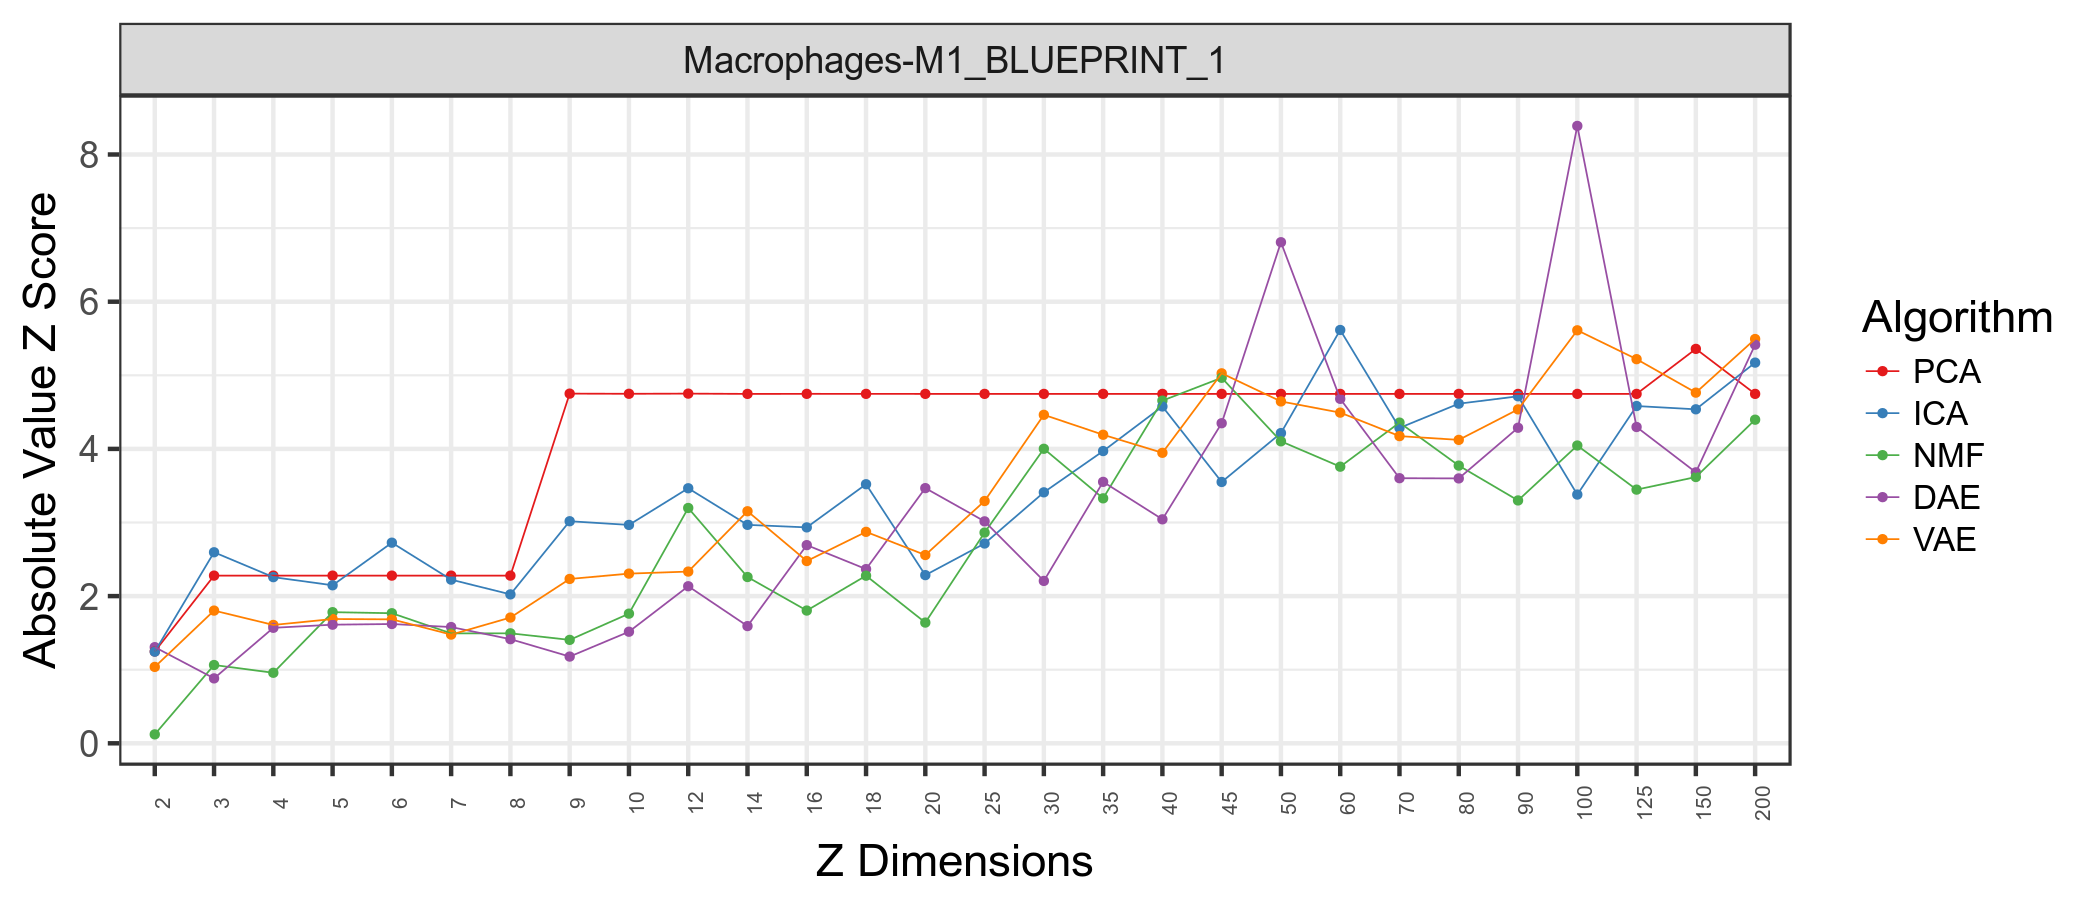 Macrophages-M1_BLUEPRINT_1
Absolute Value Z Score
8
6
4
2
0
2 3 4 5 6 7 8 9 10 12 14 16 18 20 25 30 35 40 45 50 60 70 80 90 100 125 150 200
Z Dimensions
Algorithm
PCA
ICA
NMF
DAE
VAE